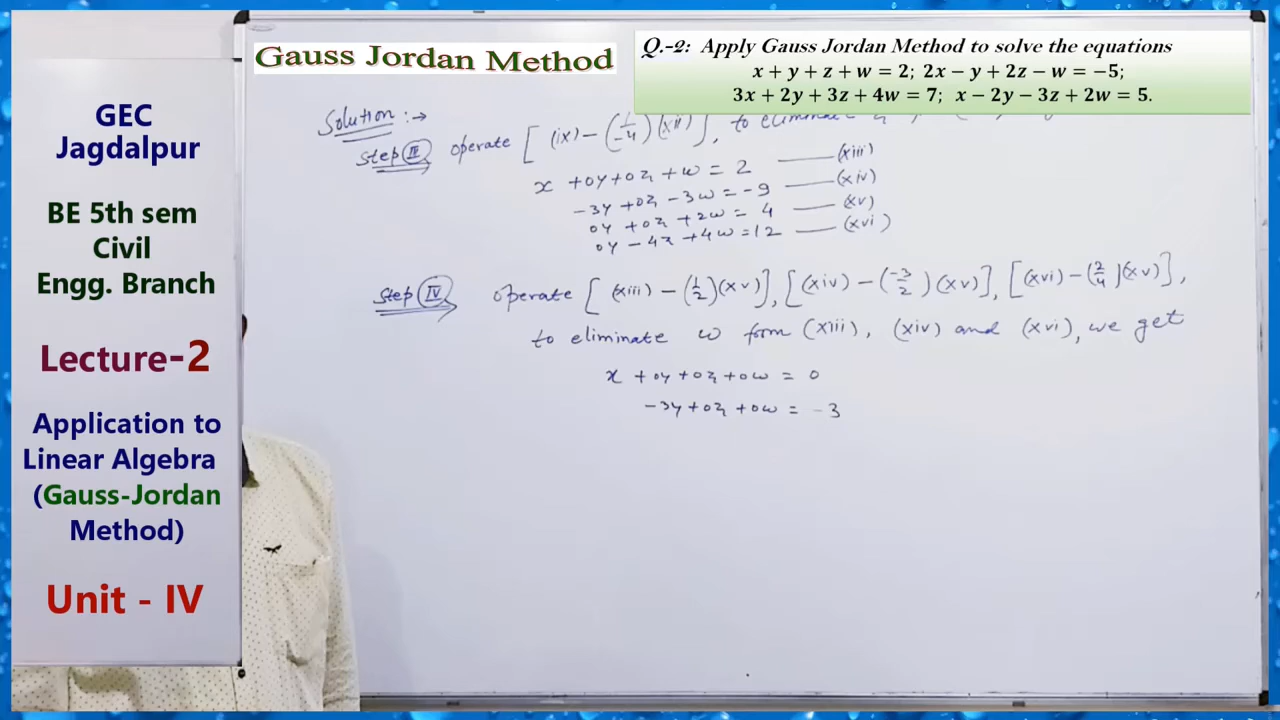 Gauss Jordan Method
Q.-2: Apply Gauss Jordan Method to solve the equations
x + y + z + w = 2; 2x − y + 2z − w = −5;
3x + 2y + 3z + 4w = 7; x − 2y − 3z + 2w = 5.
GEC
Jagdalpur
BE 5th sem
Civil
Engg. Branch
Lecture-2
Application to
Linear Algebra
(Gauss-Jordan
Method)
Unit - IV
Solution :→
Step III operate [(ix) − (1/-4)(xii)], to eliminate
x + 0y + 0z + w = 2 —— (xiii)
-3y + 0z - 3w = -9 —— (xiv)
0y + 0z + 2w = 4 —— (xv)
0y - 4z + 4w = 12 —— (xvi)
Step IV operate [(xiii) − (1/2)(xv)], [(xiv) − (-3/2)(xv)], [(xvi) − (2/4)(xv)],
to eliminate w form (xiii), (xiv) and (xvi), we get
x + 0y + 0z + 0w = 0
-3y + 0z + 0w = -3